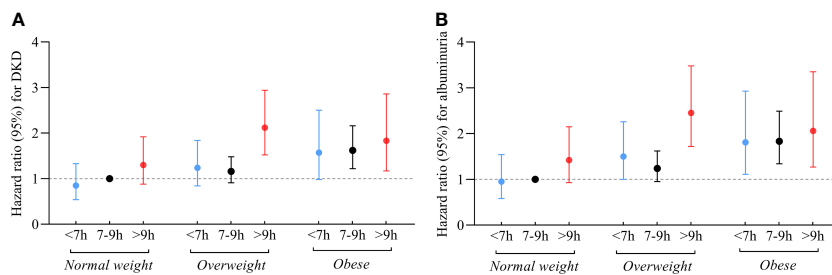 A
Hazard ratio (95%) for DKD
4
3
2
1
0
<7h 7-9h >9h <7h 7-9h >9h <7h 7-9h >9h
Normal weight Overweight Obese
B
Hazard ratio (95%) for albuminuria
4
3
2
1
0
<7h 7-9h >9h <7h 7-9h >9h <7h 7-9h >9h
Normal weight Overweight Obese